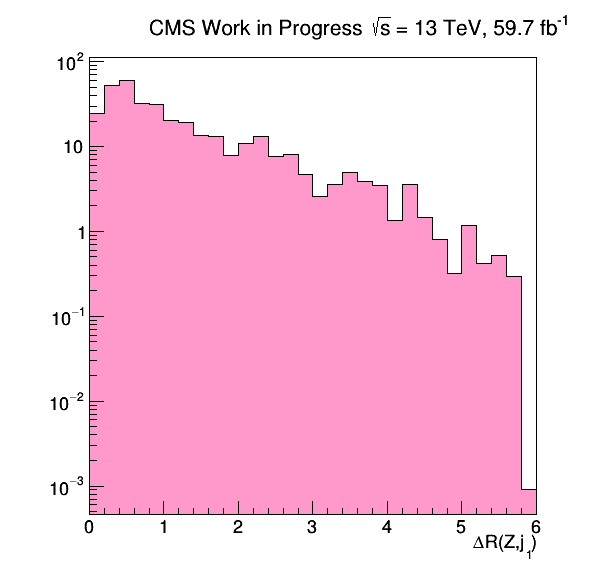 CMS Work in Progress √s = 13 TeV, 59.7 fb⁻¹
10²
10
1
10⁻¹
10⁻²
10⁻³
0 1 2 3 4 5 6
ΔR(Z,j₁)